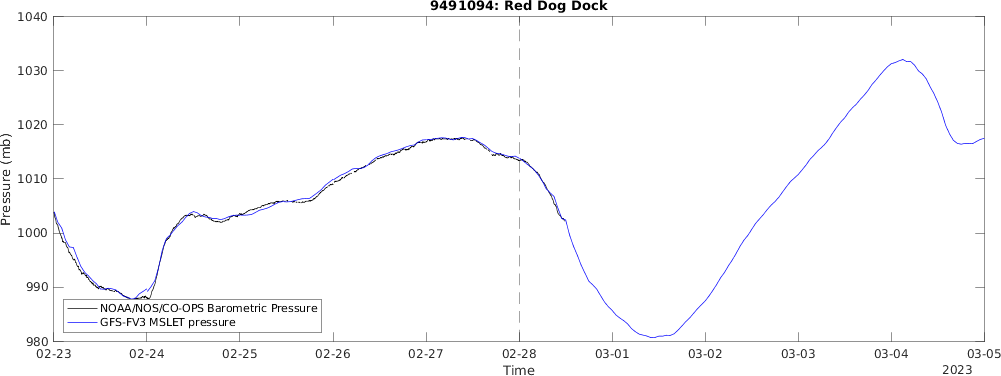 9491094: Red Dog Dock
1040
1030
1020
1010
1000
990
980
Pressure (mb)
NOAA/NOS/CO-OPS Barometric Pressure
GFS-FV3 MSLET pressure
02-23 02-24 02-25 02-26 02-27 02-28 03-01 03-02 03-03 03-04 03-05
Time
2023